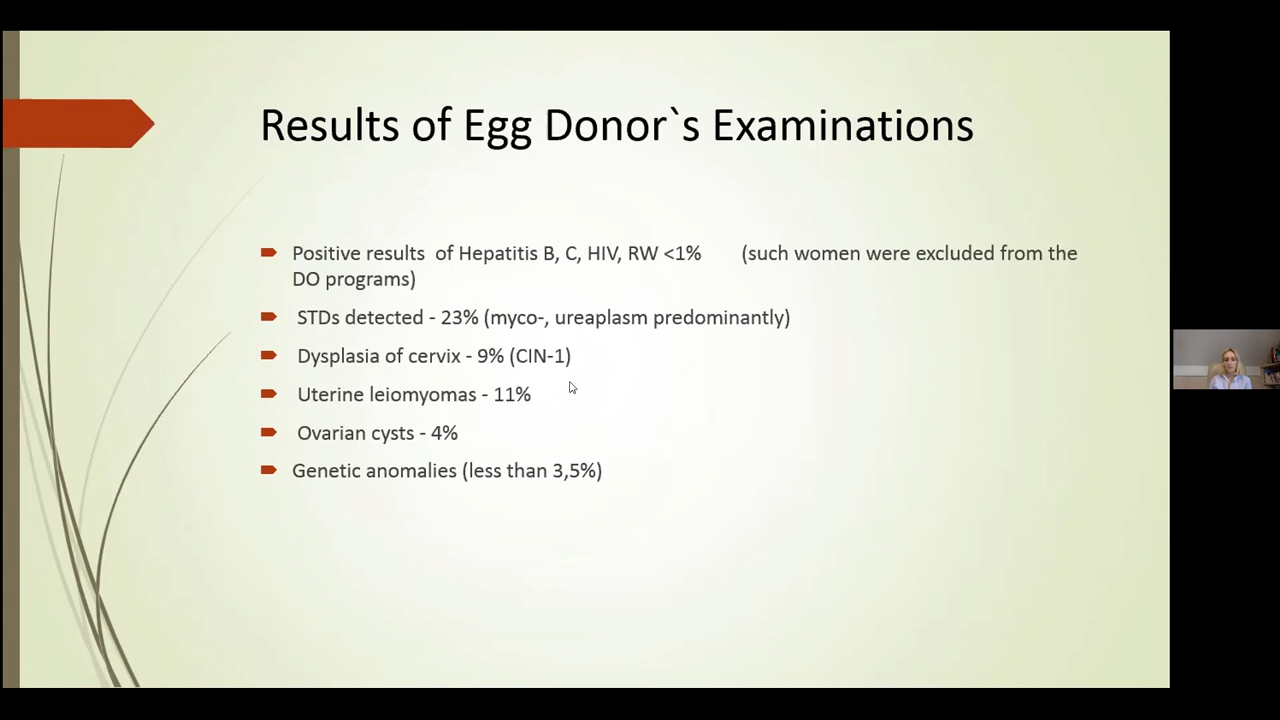 Results of Egg Donor`s Examinations
Positive results of Hepatitis B, C, HIV, RW <1% (such women were excluded from the
DO programs)
STDs detected - 23% (myco-, ureaplasm predominantly)
Dysplasia of cervix - 9% (CIN-1)
Uterine leiomyomas - 11%
Ovarian cysts - 4%
Genetic anomalies (less than 3,5%)